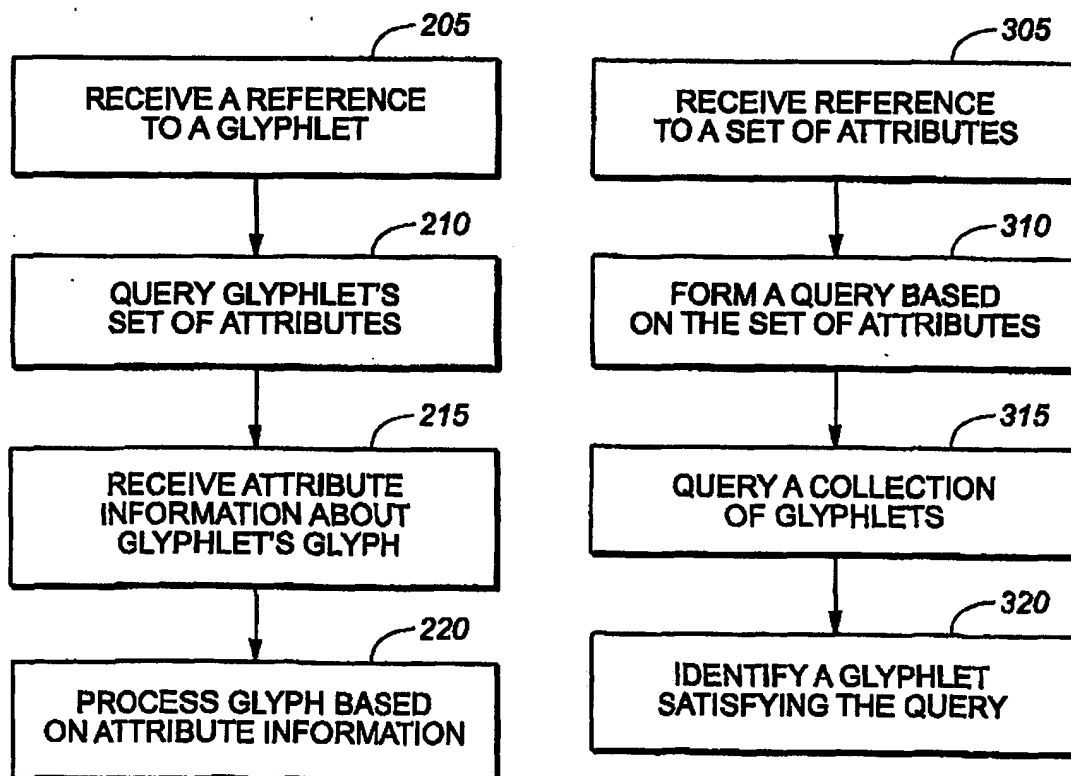 205
RECEIVE A REFERENCE
TO A GLYPHLET
210
QUERY GLYPHLET'S
SET OF ATTRIBUTES
215
RECEIVE ATTRIBUTE
INFORMATION ABOUT
GLYPHLET'S GLYPH
220
PROCESS GLYPH BASED
ON ATTRIBUTE INFORMATION
305
RECEIVE REFERENCE
TO A SET OF ATTRIBUTES
310
FORM A QUERY BASED
ON THE SET OF ATTRIBUTES
315
QUERY A COLLECTION
OF GLYPHLETS
320
IDENTIFY A GLYPHLET
SATISFYING THE QUERY